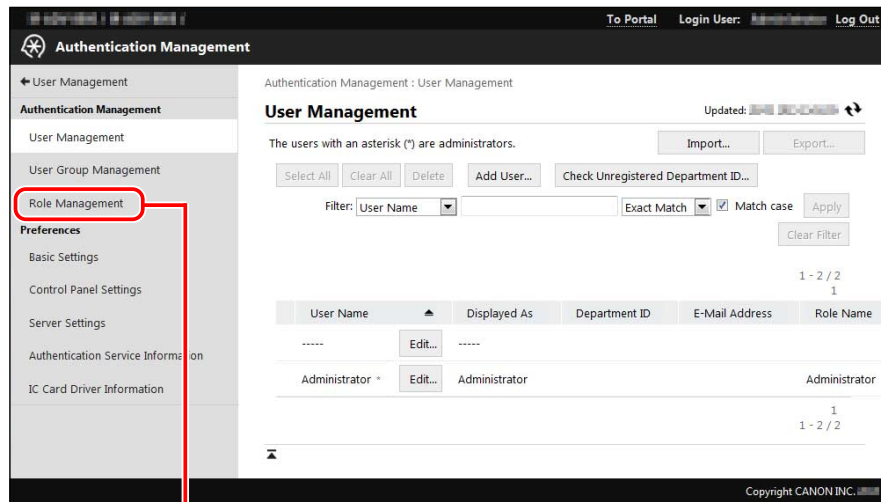 To Portal Login User: Log Out
Authentication Management
User Management
Authentication Management
User Management
User Group Management
Role Management
Preferences
Basic Settings
Control Panel Settings
Server Settings
Authentication Service Information
IC Card Driver Information
Authentication Management : User Management
User Management Updated:
The users with an asterisk (*) are administrators. Import... Export...
Select All Clear All Delete Add User... Check Unregistered Department ID...
Filter: User Name Exact Match Match case Apply
Clear Filter
1 - 2 / 2
1
User Name Displayed As Department ID E-Mail Address Role Name
----- Edit... -----
Administrator * Edit... Administrator Administrator
1
1 - 2 / 2
Copyright CANON INC.